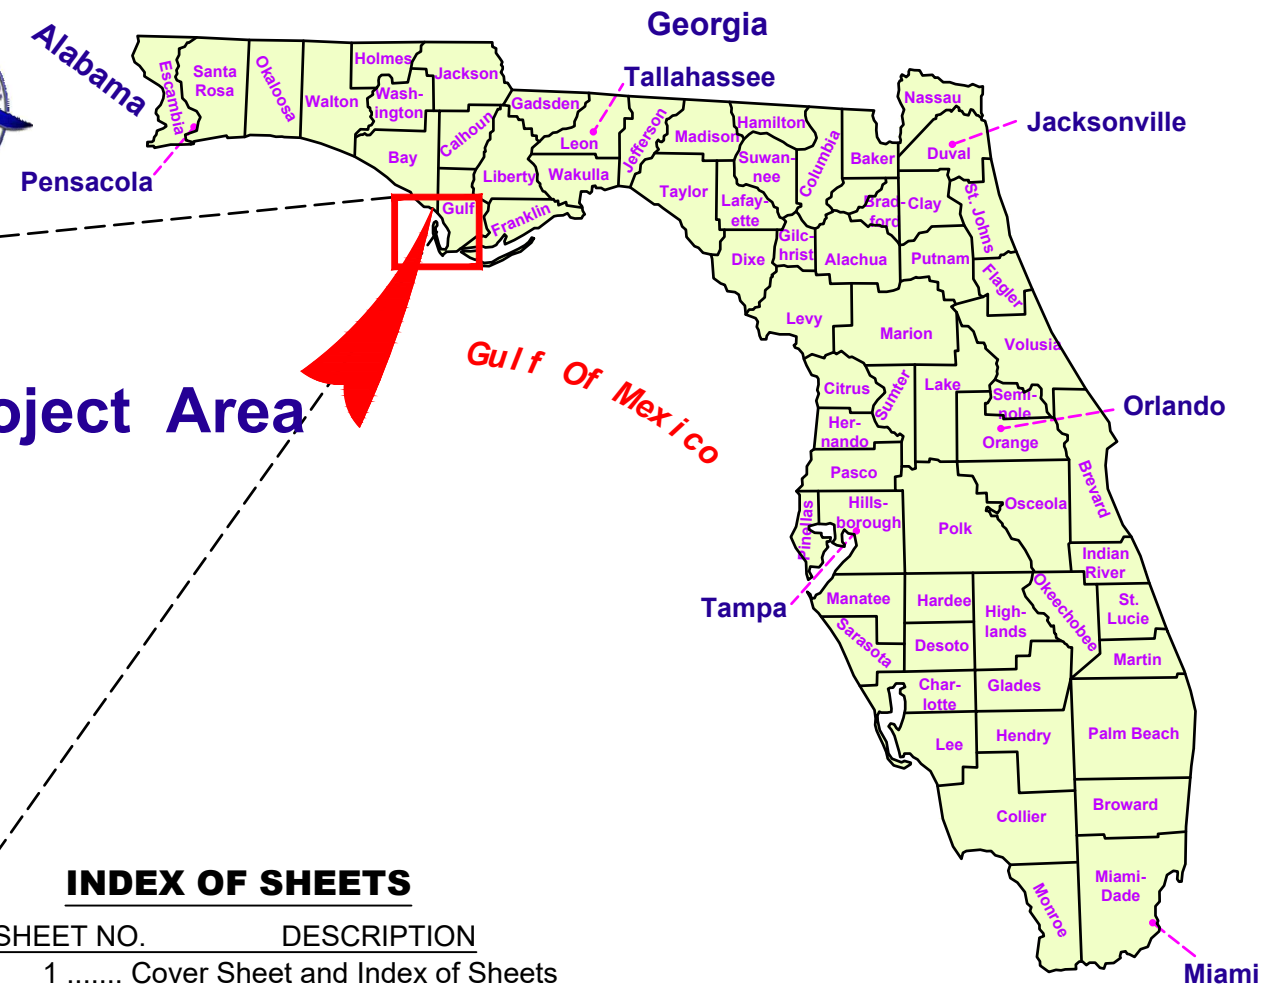 Georgia
Alabama
Tallahassee
Jacksonville
Pensacola
Orlando
Tampa
Miami
Gulf Of Mexico
oject Area
Escambia
Santa
Rosa
Okaloosa
Walton
Holmes
Wash-
ington
Jackson
Bay
Calhoun
Gulf
Liberty
Gadsden
Leon
Wakulla
Franklin
Jefferson
Madison
Taylor
Hamilton
Suwan-
nee
Lafay-
ette
Dixe
Columbia
Gilc-
hrist
Baker
Brad-
ford
Alachua
Nassau
Duval
Clay
St. Johns
Putnam
Flagler
Levy
Marion
Volusia
Citrus
Sumter
Lake
Semi-
nole
Orange
Her-
nando
Pasco
Hills-
borough
Pinellas
Polk
Osceola
Brevard
Indian
River
Manatee
Hardee
High-
lands
Okeechobee
St.
Lucie
Sarasota
Desoto
Martin
Char-
lotte
Glades
Lee
Hendry
Palm Beach
Collier
Broward
Monroe
Miami-
Dade
INDEX OF SHEETS
SHEET NO. DESCRIPTION
1 ....... Cover Sheet and Index of Sheets